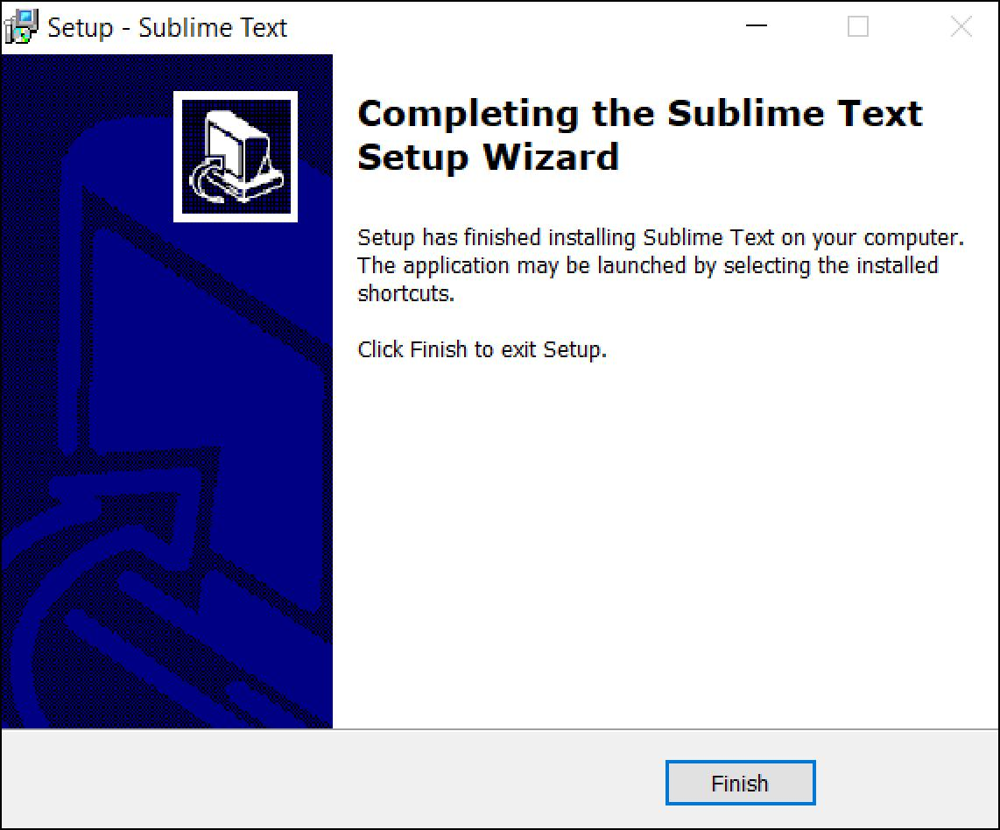 Setup - Sublime Text
Completing the Sublime Text
Setup Wizard
Setup has finished installing Sublime Text on your computer.
The application may be launched by selecting the installed
shortcuts.
Click Finish to exit Setup.
Finish